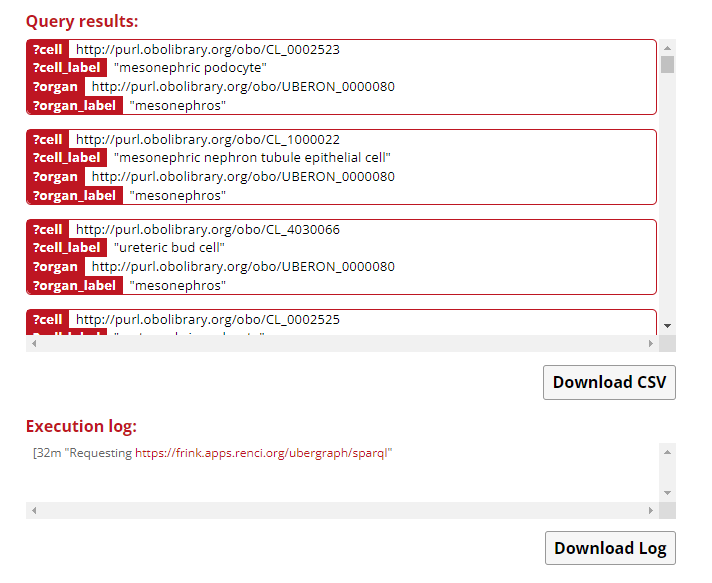 Query results:
?cell http://purl.obolibrary.org/obo/CL_0002523
?cell_label "mesonephric podocyte"
?organ http://purl.obolibrary.org/obo/UBERON_0000080
?organ_label "mesonephros"
?cell http://purl.obolibrary.org/obo/CL_1000022
?cell_label "mesonephric nephron tubule epithelial cell"
?organ http://purl.obolibrary.org/obo/UBERON_0000080
?organ_label "mesonephros"
?cell http://purl.obolibrary.org/obo/CL_4030066
?cell_label "ureteric bud cell"
?organ http://purl.obolibrary.org/obo/UBERON_0000080
?organ_label "mesonephros"
?cell http://purl.obolibrary.org/obo/CL_0002525
Download CSV
Execution log:
[32m "Requesting https://frink.apps.renci.org/ubergraph/sparql"
Download Log